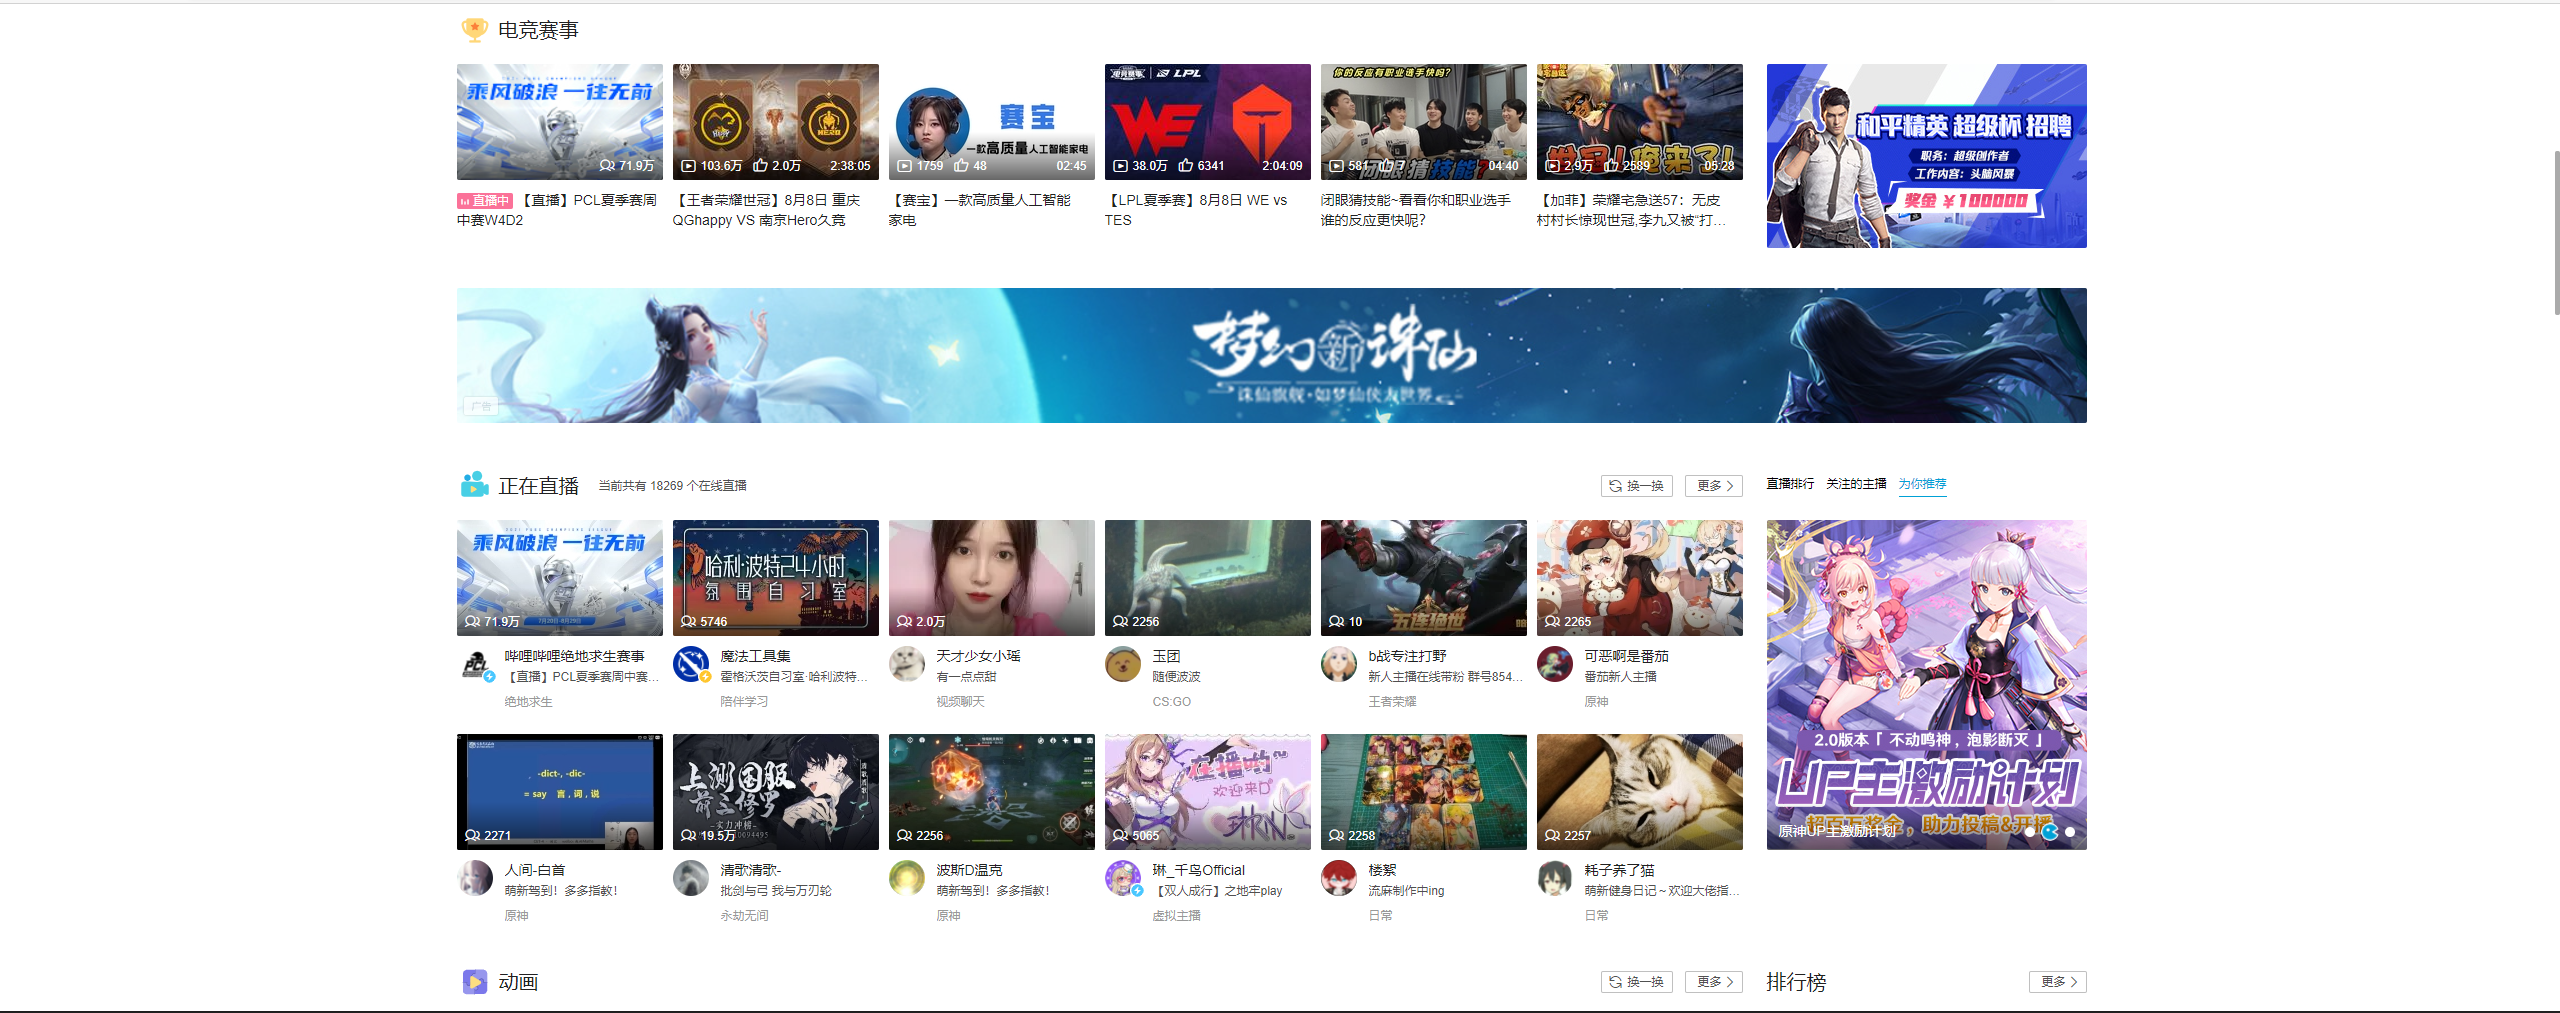 电竞赛事
乘风破浪 一往无前
71.9万
103.6万 2.0万 2:38:05
赛宝
一款高质量人工智能家电
1759 48 02:45
LPL
WE
38.0万 6341 2:04:09
你的反应有职业选手快吗?
闭眼猜技能?
581 04:40
世冠!俺来了!
2.9万 2589 05:28
和平精英 超级杯 招聘
职务:超级创作者
工作内容:头脑风暴
奖金 ¥100000
直播中 【直播】PCL夏季赛周
中赛W4D2
【王者荣耀世冠】8月8日 重庆
QGhappy VS 南京Hero久竞
【赛宝】一款高质量人工智能
家电
【LPL夏季赛】8月8日 WE vs
TES
闭眼猜技能~看看你和职业选手
谁的反应更快呢?
【加菲】荣耀宅急送57:无皮
村村长惊现世冠,李九又被“打…
梦幻新诛仙
诛仙旗舰·如梦仙侠大世界
广告
正在直播
当前共有 18269 个在线直播
换一换
更多
直播排行 关注的主播 为你推荐
乘风破浪 一往无前
71.9万
哈利·波特24小时
氛围自习室
5746
2.0万
2256
五连绝世
10
2265
哔哩哔哩绝地求生赛事
【直播】PCL夏季赛周中赛…
绝地求生
魔法工具集
霍格沃茨自习室·哈利波特…
陪伴学习
天才少女小瑶
有一点点甜
视频聊天
玉团
隨便波波
CS:GO
b战专注打野
新人主播在线带粉 群号854…
王者荣耀
可恶啊是番茄
番茄新人主播
原神
-dict-, -dic-
= say 言,词,说
2271
上测国服
前三修罗
-实力冲榜-
19.5万
2256
在播哟~
欢迎来口
5065
2258
2257
2.0版本「 不动鸣神,泡影断灭 」
UP主激励计划
超百万奖金,助力投稿&开播
原神UP主激励计划
人间-白首
萌新驾到!多多指教!
原神
清歌清歌-
批剑与弓 我与万刃轮
永劫无间
波斯D温克
萌新驾到!多多指教!
原神
琳_千鸟Official
【双人成行】之地牢play
虚拟主播
楼絮
流麻制作中ing
日常
耗子养了猫
萌新健身日记~欢迎大佬指…
日常
动画
换一换
更多
排行榜
更多